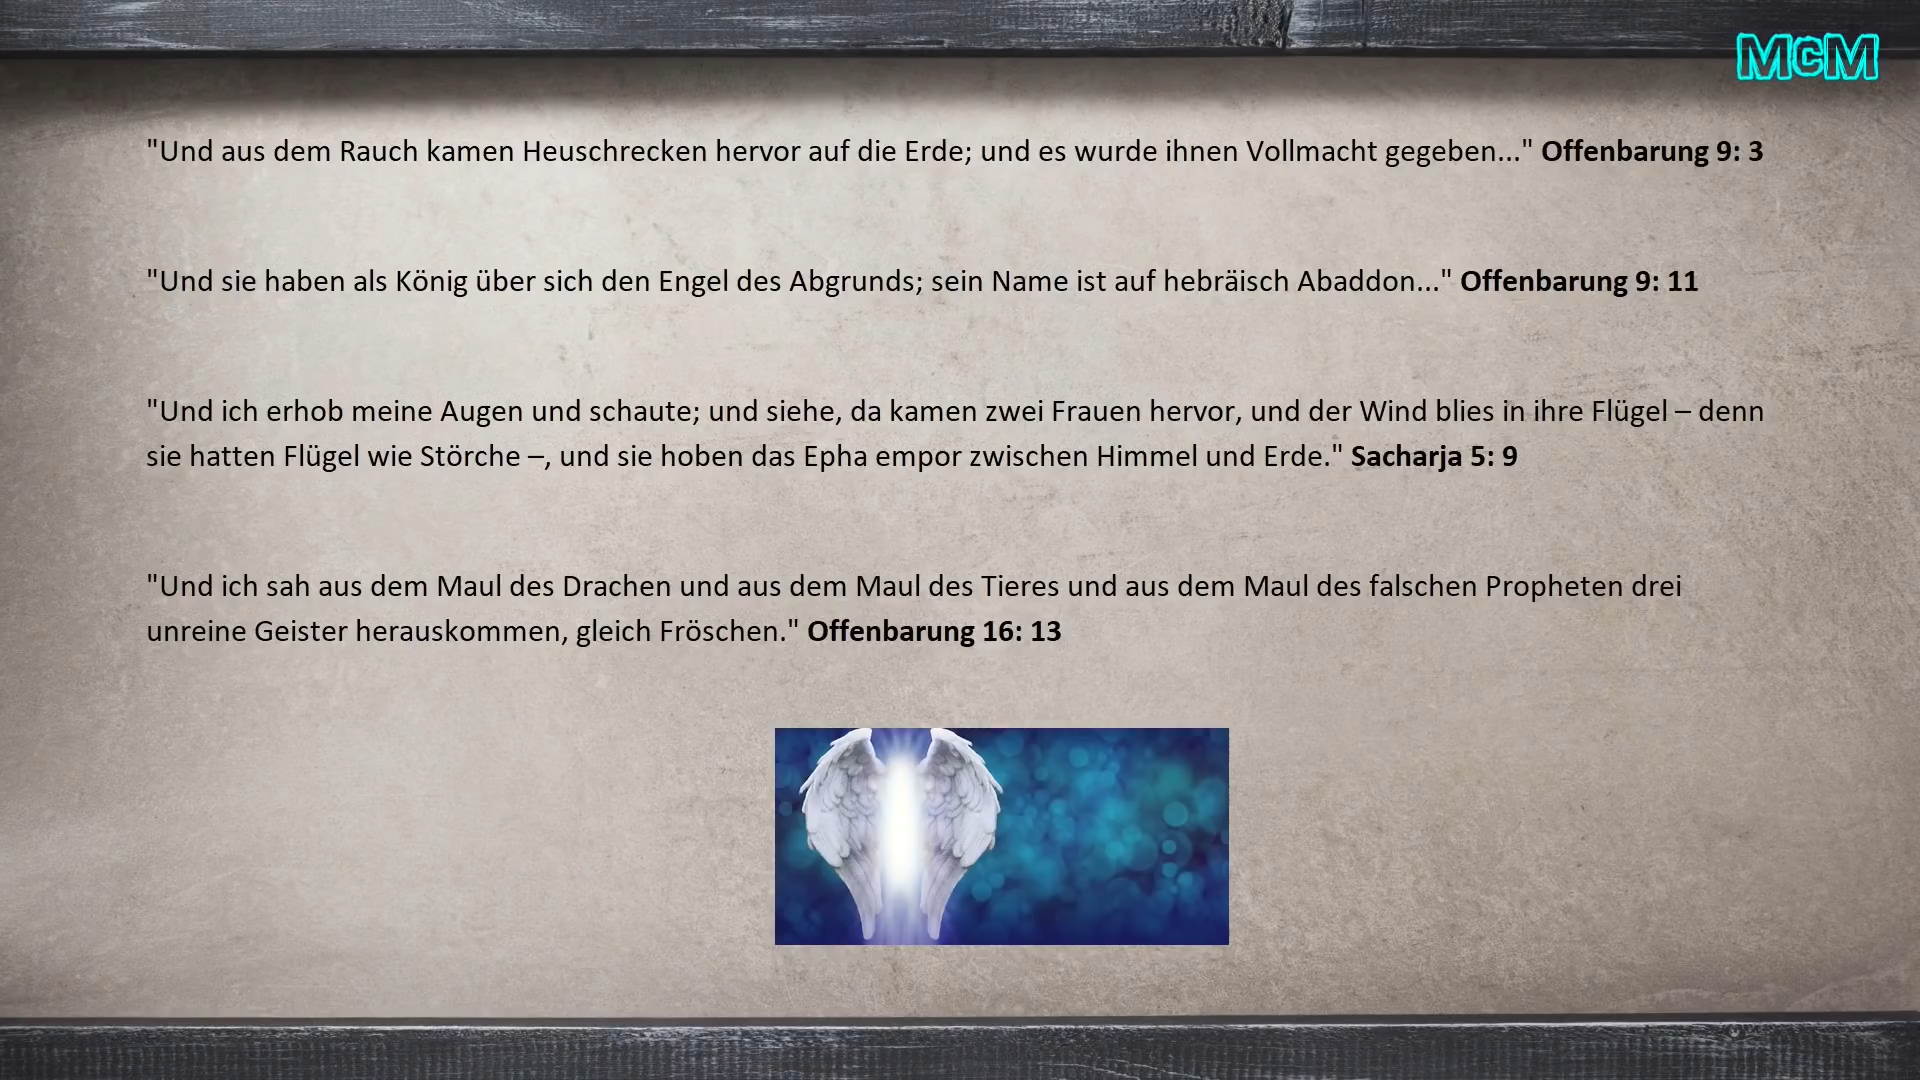 McM
"Und aus dem Rauch kamen Heuschrecken hervor auf die Erde; und es wurde ihnen Vollmacht gegeben..." Offenbarung 9: 3
"Und sie haben als König über sich den Engel des Abgrunds; sein Name ist auf hebräisch Abaddon..." Offenbarung 9: 11
"Und ich erhob meine Augen und schaute; und siehe, da kamen zwei Frauen hervor, und der Wind blies in ihre Flügel – denn
sie hatten Flügel wie Störche –, und sie hoben das Epha empor zwischen Himmel und Erde." Sacharja 5: 9
"Und ich sah aus dem Maul des Drachen und aus dem Maul des Tieres und aus dem Maul des falschen Propheten drei
unreine Geister herauskommen, gleich Fröschen." Offenbarung 16: 13